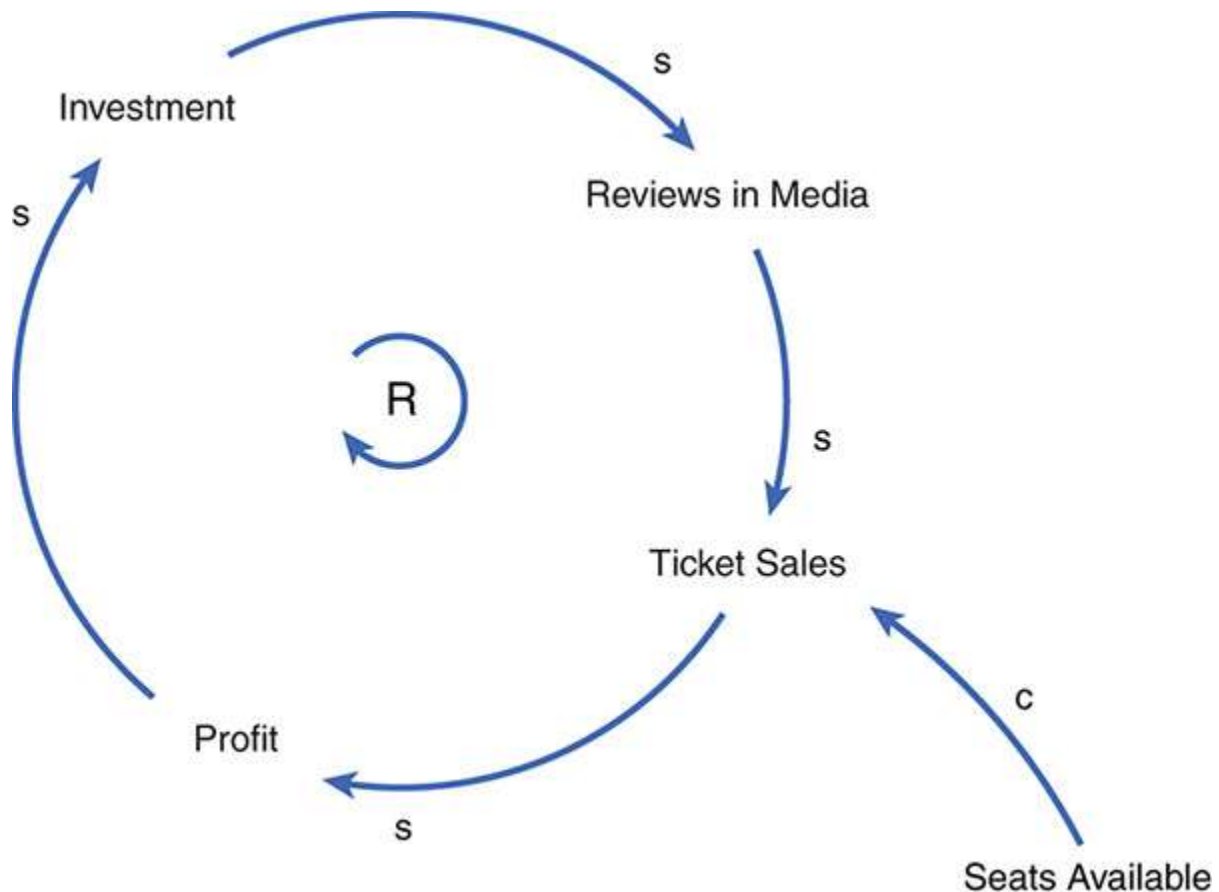 s
Investment
Reviews in Media
s
R
s
Ticket Sales
c
Profit
s
Seats Available